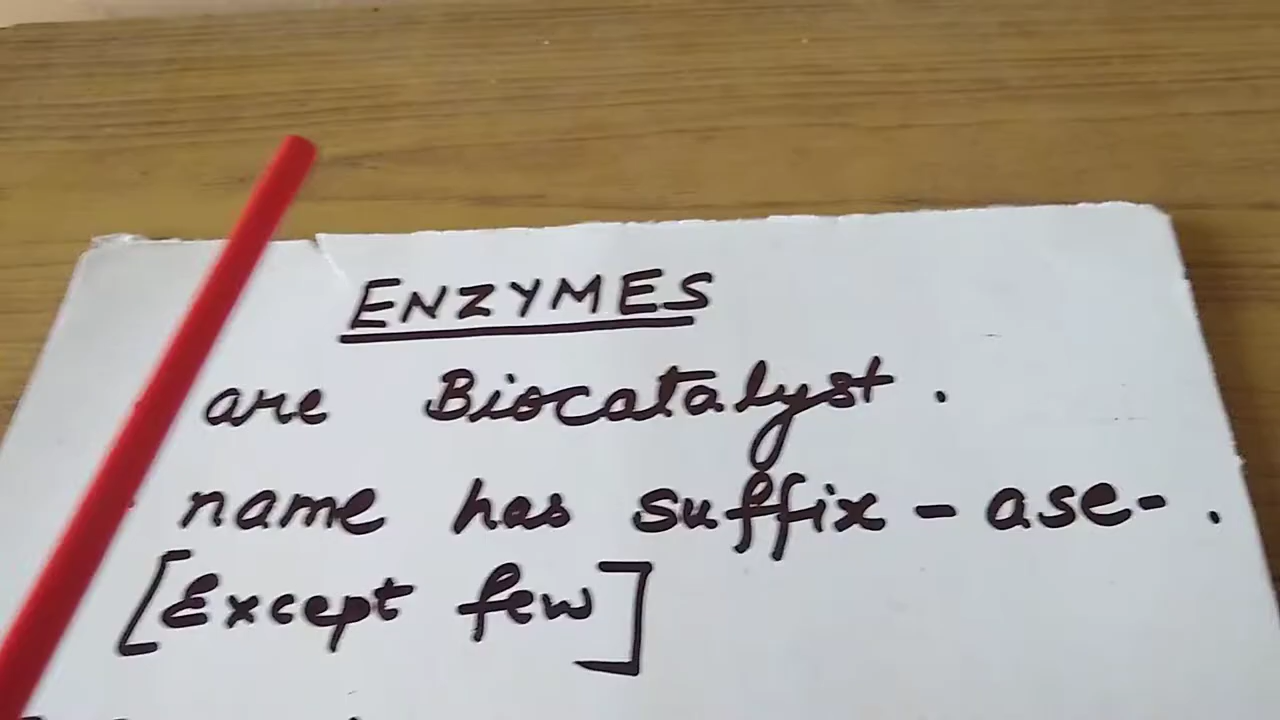 ENZYMES
are Biocatalyst.
name has suffix - ase- .
[Except few]